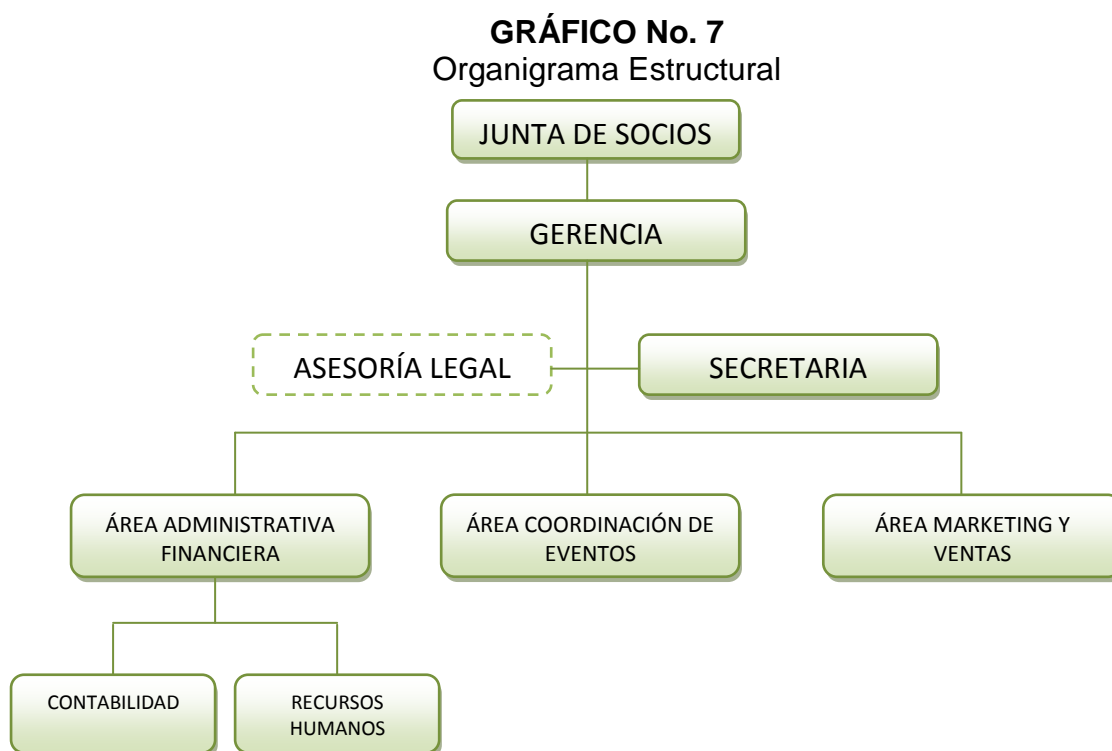 GRÁFICO No. 7
Organigrama Estructural
JUNTA DE SOCIOS
GERENCIA
ASESORÍA LEGAL
SECRETARIA
ÁREA ADMINISTRATIVA
FINANCIERA
ÁREA COORDINACIÓN DE
EVENTOS
ÁREA MARKETING Y
VENTAS
CONTABILIDAD
RECURSOS
HUMANOS